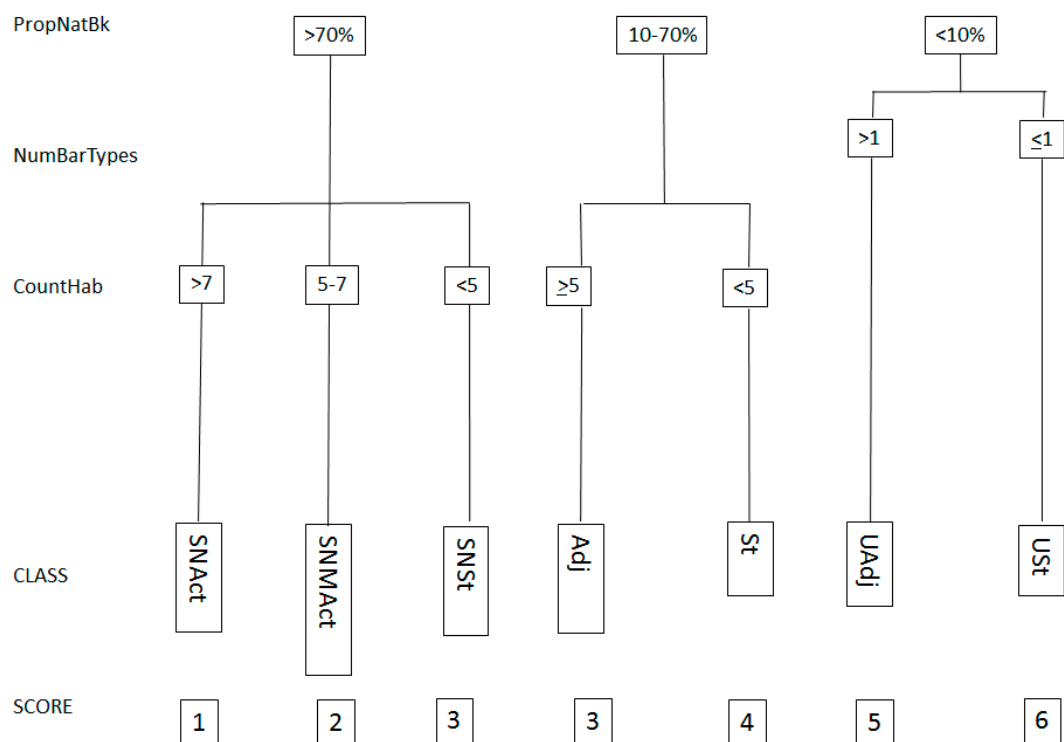 PropNatBk
>70%
10-70%
<10%
NumBarTypes
>1
≤1
CountHab
>7
5-7
<5
≥5
<5
CLASS
SNAct
SNMAct
SNSt
Adj
St
UAdj
USt
SCORE
1
2
3
3
4
5
6